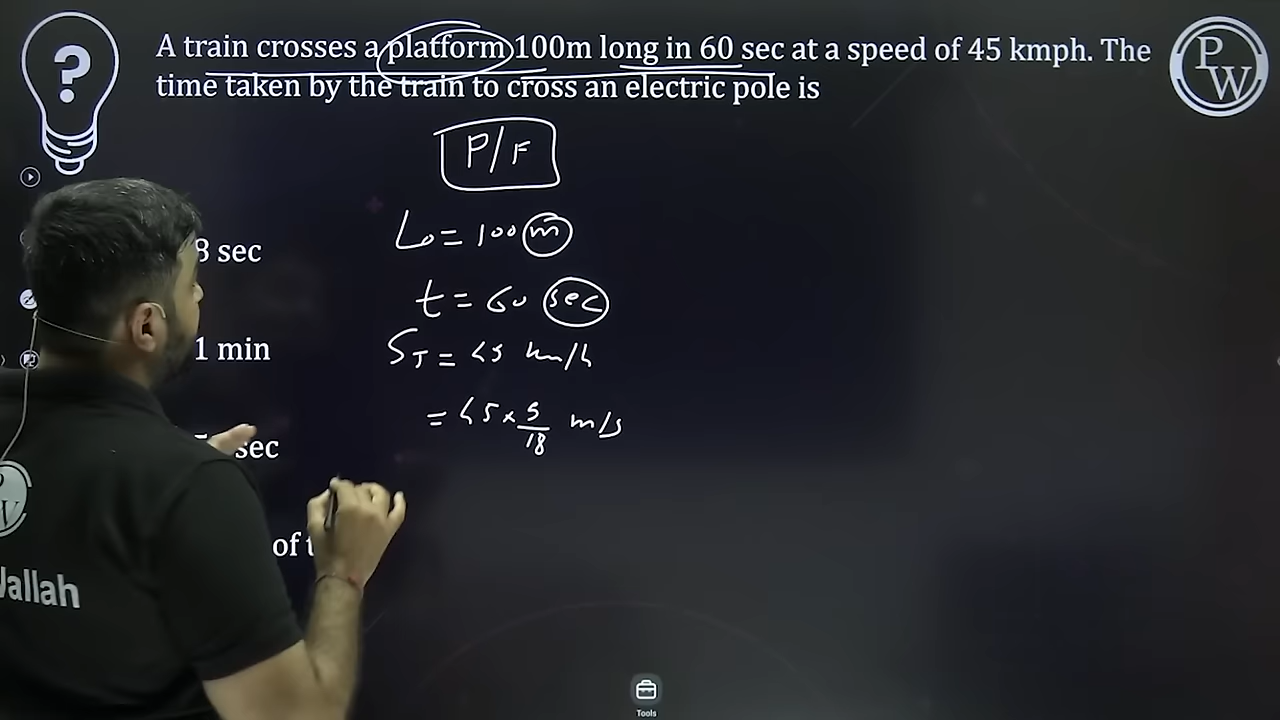 A train crosses a platform 100m long in 60 sec at a speed of 45 kmph. The
time taken by the train to cross an electric pole is
P
W
P/F
L₀ = 100 m
8 sec
t = 60 sec
1 min
S_T = 45 km/h
= 45 × 5/18 m/s
sec
of t
W
Wallah
Tools